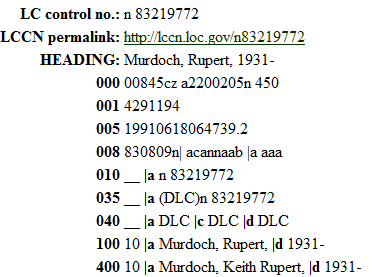 LC control no.: n 83219772
LCCN permalink: http://lccn.loc.gov/n83219772
HEADING: Murdoch, Rupert, 1931-
000 00845cz a2200205n 450
001 4291194
005 19910618064739.2
008 830809n| acannaab |a aaa
010 __ |a n 83219772
035 __ |a (DLC)n 83219772
040 __ |a DLC |c DLC |d DLC
100 10 |a Murdoch, Rupert, |d 1931-
400 10 |a Murdoch, Keith Rupert, |d 1931-